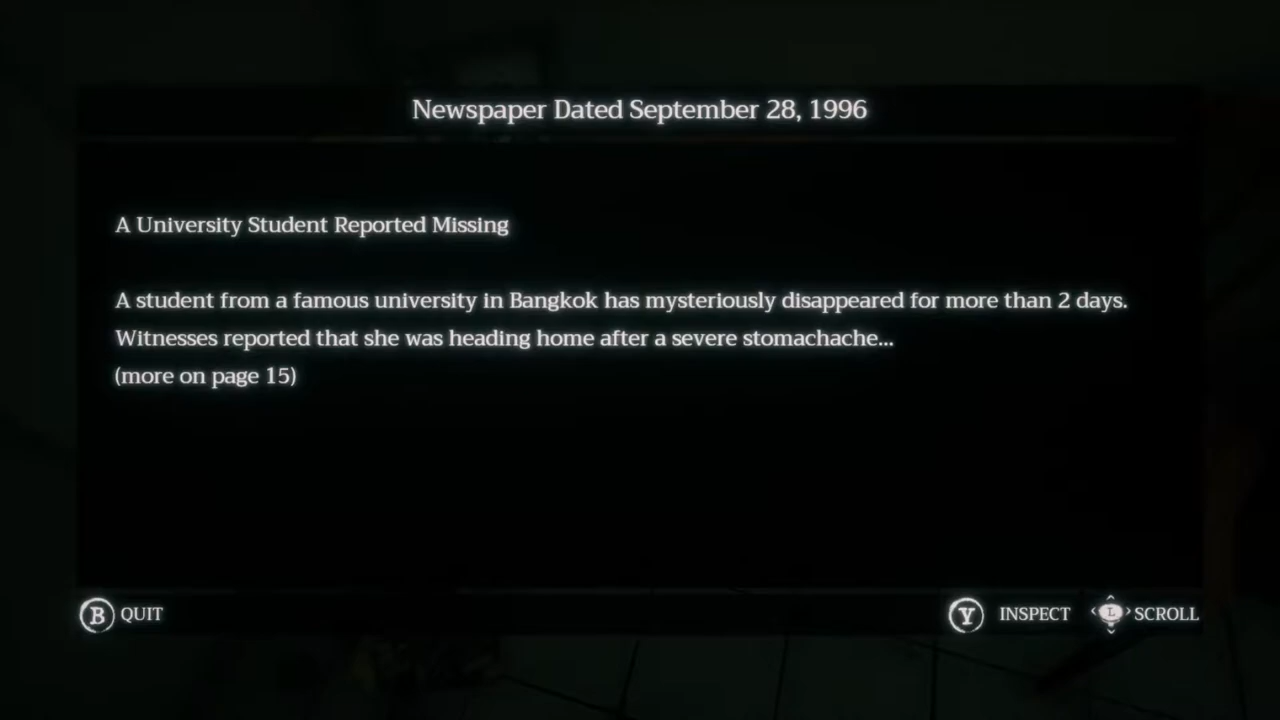 Newspaper Dated September 28, 1996
A University Student Reported Missing
A student from a famous university in Bangkok has mysteriously disappeared for more than 2 days.
Witnesses reported that she was heading home after a severe stomachache...
(more on page 15)
B QUIT
Y INSPECT
L SCROLL